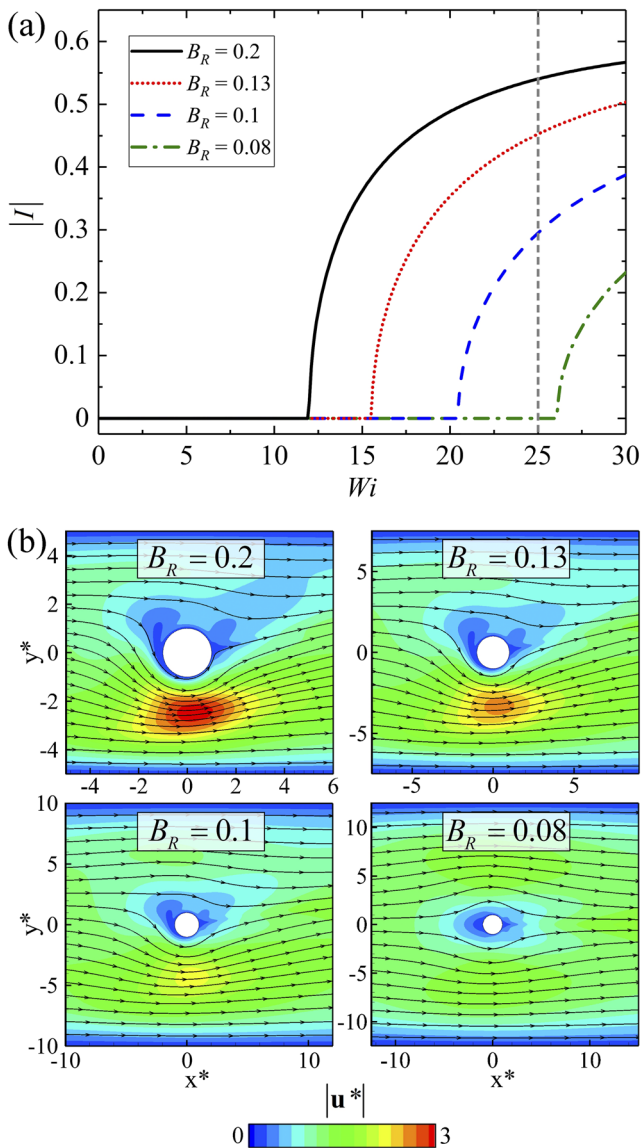 (a)
0.6
0.5
0.4
0.3
0.2
0.1
0
|I|
B_R = 0.2
B_R = 0.13
B_R = 0.1
B_R = 0.08
0 5 10 15 20 25 30
Wi
(b)
B_R = 0.2
4
2
0
-2
-4
y*
-4 -2 0 2 4 6
B_R = 0.13
5
0
-5
-5 0 5
B_R = 0.1
10
5
0
-5
-10
y*
-10 0 10
x*
B_R = 0.08
10
5
0
-5
-10
-10 0 10
x*
|u*|
0 3